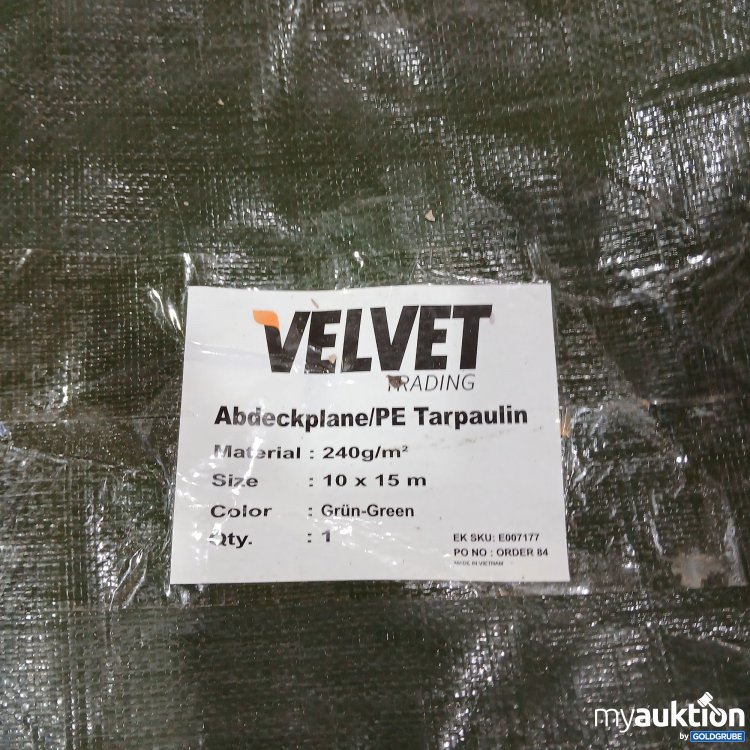 VELVET
TRADING
Abdeckplane/PE Tarpaulin
Material : 240g/m²
Size : 10 x 15 m
Color : Grün-Green
Qty. : 1
EK SKU: E007177
PO NO : ORDER 84
MADE IN VIETNAM
myauktion
by GOLDGRUBE